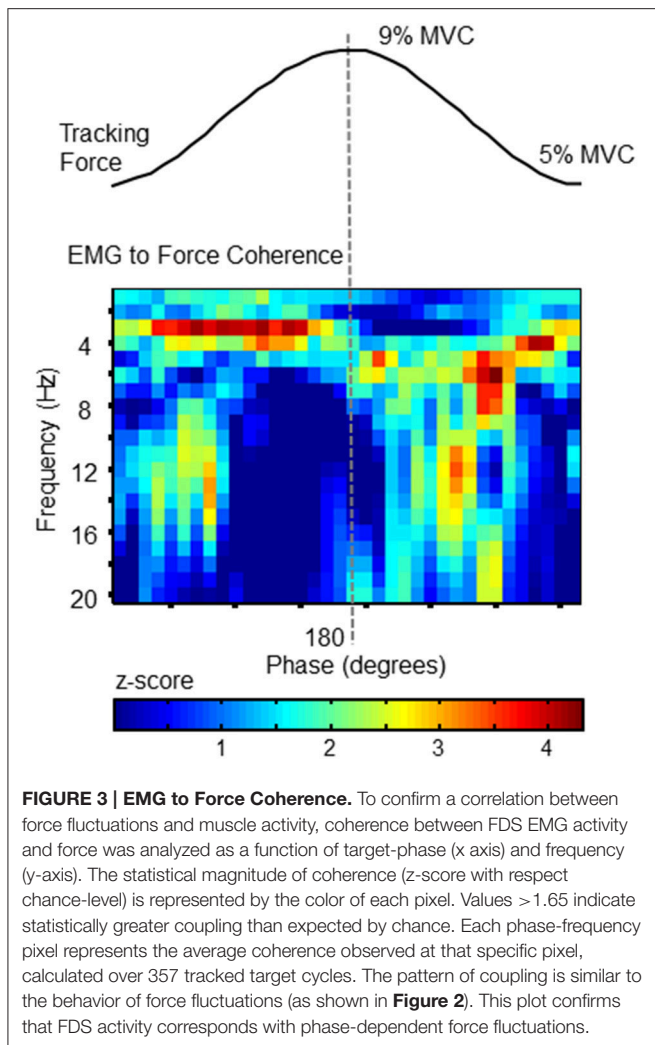 9% MVC
Tracking
Force
5% MVC
EMG to Force Coherence
Frequency (Hz)
4
8
12
16
20
180
Phase (degrees)
z-score
1 2 3 4
FIGURE 3 | EMG to Force Coherence. To confirm a correlation between
force fluctuations and muscle activity, coherence between FDS EMG activity
and force was analyzed as a function of target-phase (x axis) and frequency
(y-axis). The statistical magnitude of coherence (z-score with respect
chance-level) is represented by the color of each pixel. Values >1.65 indicate
statistically greater coupling than expected by chance. Each phase-frequency
pixel represents the average coherence observed at that specific pixel,
calculated over 357 tracked target cycles. The pattern of coupling is similar to
the behavior of force fluctuations (as shown in Figure 2). This plot confirms
that FDS activity corresponds with phase-dependent force fluctuations.